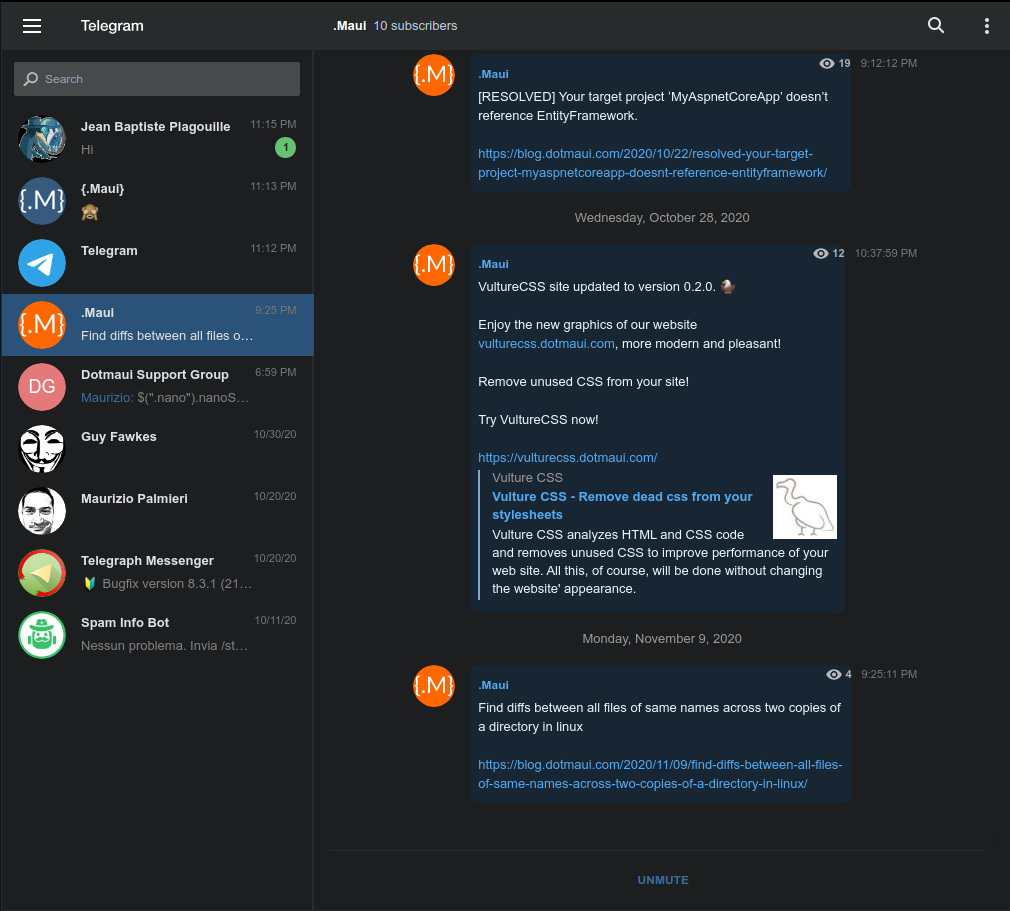 Telegram
.Maui 10 subscribers
Search
Jean Baptiste Plagouille 11:15 PM
Hi 1
{.M} {.Maui} 11:13 PM
🙈
Telegram 11:12 PM
{.M} .Maui 9:25 PM
Find diffs between all files o…
DG Dotmaui Support Group 6:59 PM
Maurizio: $(".nano").nanoS…
Guy Fawkes 10/30/20
Maurizio Palmieri 10/20/20
Telegraph Messenger 10/20/20
🔰 Bugfix version 8.3.1 (21…
Spam Info Bot 10/11/20
Nessun problema. Invia /st…
{.M} .Maui 19 9:12:12 PM
[RESOLVED] Your target project ‘MyAspnetCoreApp’ doesn’t
reference EntityFramework.
https://blog.dotmaui.com/2020/10/22/resolved-your-target-
project-myaspnetcoreapp-doesnt-reference-entityframework/
Wednesday, October 28, 2020
{.M} .Maui 12 10:37:59 PM
VultureCSS site updated to version 0.2.0.
Enjoy the new graphics of our website
vulturecss.dotmaui.com, more modern and pleasant!
Remove unused CSS from your site!
Try VultureCSS now!
https://vulturecss.dotmaui.com/
Vulture CSS
Vulture CSS - Remove dead css from your
stylesheets
Vulture CSS analyzes HTML and CSS code
and removes unused CSS to improve performance of your
web site. All this, of course, will be done without changing
the website' appearance.
Monday, November 9, 2020
{.M} .Maui 4 9:25:11 PM
Find diffs between all files of same names across two copies of
a directory in linux
https://blog.dotmaui.com/2020/11/09/find-diffs-between-all-files-
of-same-names-across-two-copies-of-a-directory-in-linux/
UNMUTE